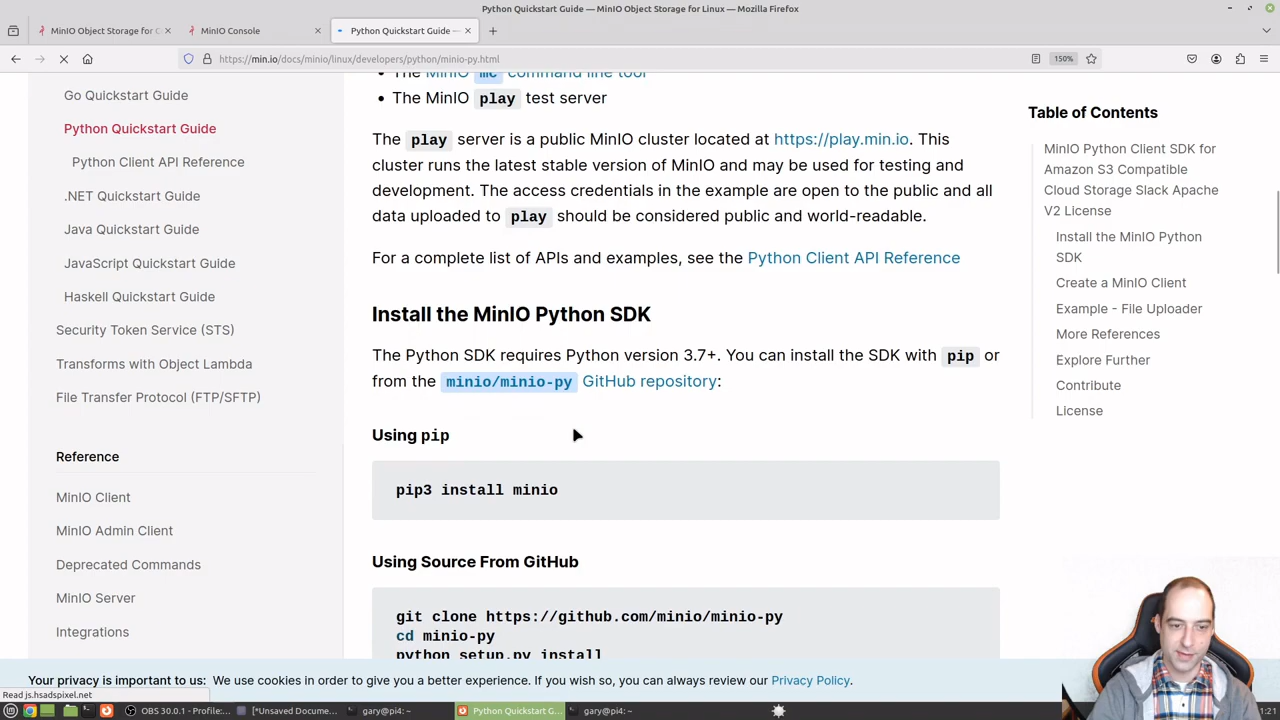 Python Quickstart Guide — MinIO Object Storage for Linux — Mozilla Firefox
MinIO Object Storage for C
MinIO Console
Python Quickstart Guide —
https://min.io/docs/minio/linux/developers/python/minio-py.html
150%
Go Quickstart Guide
Python Quickstart Guide
Python Client API Reference
.NET Quickstart Guide
Java Quickstart Guide
JavaScript Quickstart Guide
Haskell Quickstart Guide
Security Token Service (STS)
Transforms with Object Lambda
File Transfer Protocol (FTP/SFTP)
Reference
MinIO Client
MinIO Admin Client
Deprecated Commands
MinIO Server
Integrations
The MinIO mc command line tool
The MinIO play test server
The play server is a public MinIO cluster located at https://play.min.io. This
cluster runs the latest stable version of MinIO and may be used for testing and
development. The access credentials in the example are open to the public and all
data uploaded to play should be considered public and world-readable.
For a complete list of APIs and examples, see the Python Client API Reference
Install the MinIO Python SDK
The Python SDK requires Python version 3.7+. You can install the SDK with pip or
from the minio/minio-py GitHub repository:
Using pip
pip3 install minio
Using Source From GitHub
git clone https://github.com/minio/minio-py
cd minio-py
python setup.py install
Table of Contents
MinIO Python Client SDK for
Amazon S3 Compatible
Cloud Storage Slack Apache
V2 License
Install the MinIO Python
SDK
Create a MinIO Client
Example - File Uploader
More References
Explore Further
Contribute
License
Your privacy is important to us: We use cookies in order to give you a better experience. If you wish so, you can always review our Privacy Policy.
Read js.hsadspixel.net
OBS 30.0.1 - Profile:...
[*Unsaved Docume...
gary@pi4: ~
Python Quickstart G...
gary@pi4: ~
1:21